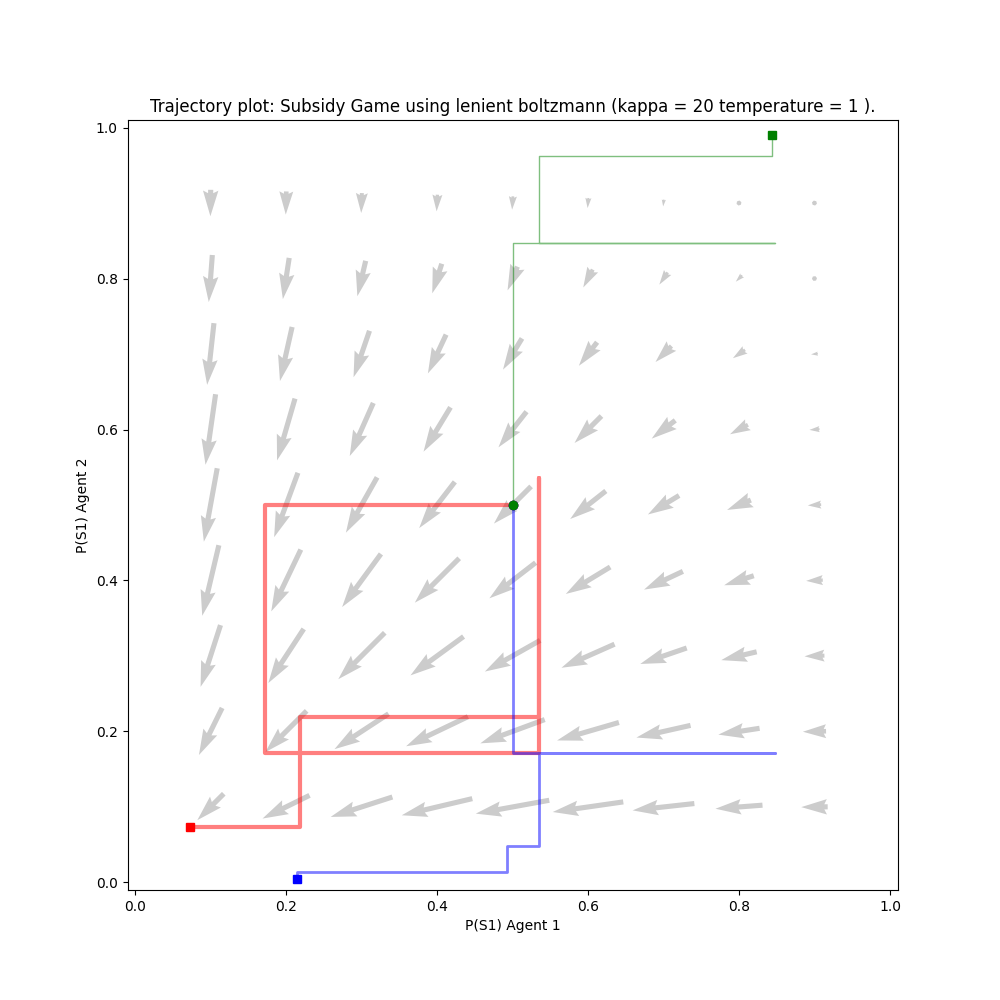 Trajectory plot: Subsidy Game using lenient boltzmann (kappa = 20 temperature = 1 ).
1.0
0.8
0.6
0.4
0.2
0.0
P(S1) Agent 2
0.0 0.2 0.4 0.6 0.8 1.0
P(S1) Agent 1